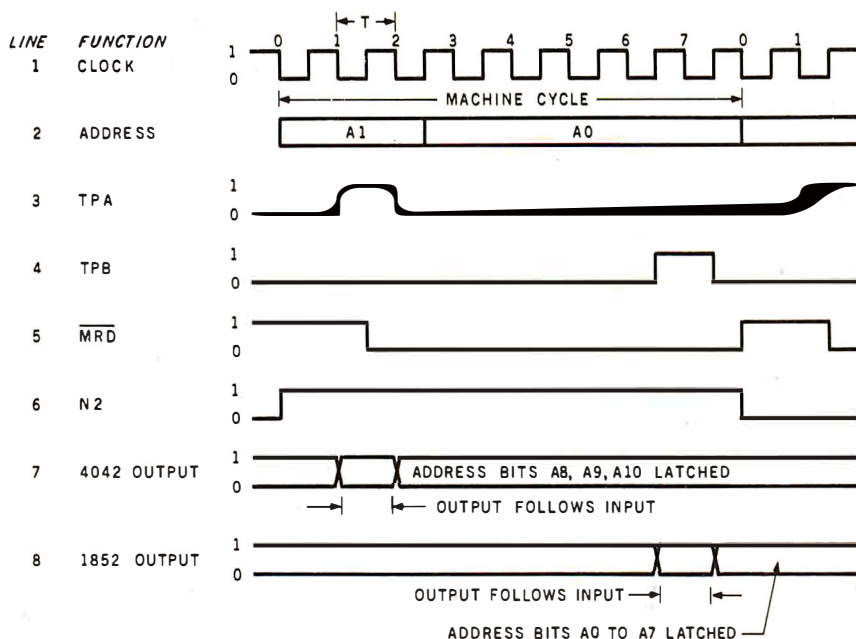 T
0 1 2 3 4 5 6 7 0 1
LINE FUNCTION
1 CLOCK 1 0
MACHINE CYCLE
2 ADDRESS A1 A0
3 TPA 1 0
4 TPB 1 0
5 MRD 1 0
6 N2 1 0
7 4042 OUTPUT 1 0 ADDRESS BITS A8, A9, A10 LATCHED
OUTPUT FOLLOWS INPUT
8 1852 OUTPUT 1 0
OUTPUT FOLLOWS INPUT
ADDRESS BITS A0 TO A7 LATCHED